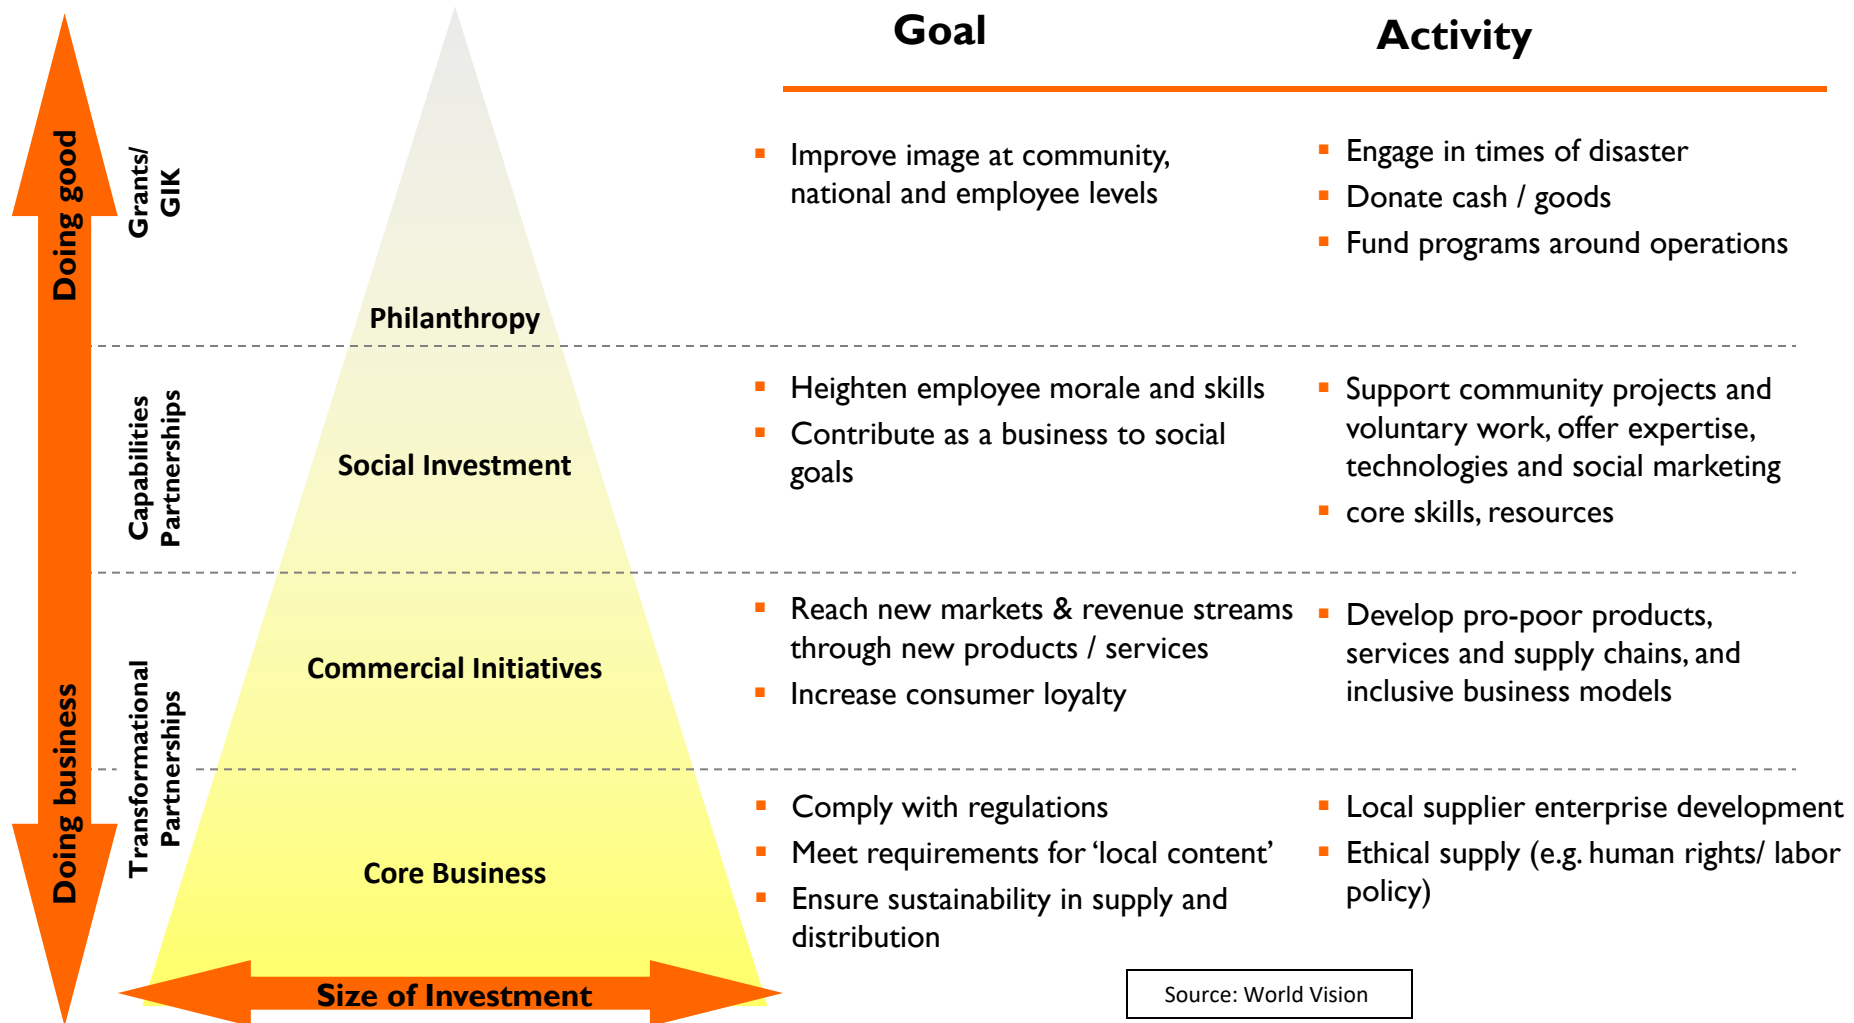 Goal
Activity
Doing good
Grants/
GIK
Philanthropy
▪ Improve image at community,
national and employee levels
▪ Engage in times of disaster
▪ Donate cash / goods
▪ Fund programs around operations
Capabilities
Partnerships
Social Investment
▪ Heighten employee morale and skills
▪ Contribute as a business to social
goals
▪ Support community projects and
voluntary work, offer expertise,
technologies and social marketing
▪ core skills, resources
Doing business
Transformational
Partnerships
Commercial Initiatives
▪ Reach new markets & revenue streams
through new products / services
▪ Increase consumer loyalty
▪ Develop pro-poor products,
services and supply chains, and
inclusive business models
Core Business
▪ Comply with regulations
▪ Meet requirements for ‘local content’
▪ Ensure sustainability in supply and
distribution
▪ Local supplier enterprise development
▪ Ethical supply (e.g. human rights/ labor
policy)
Size of Investment
Source: World Vision